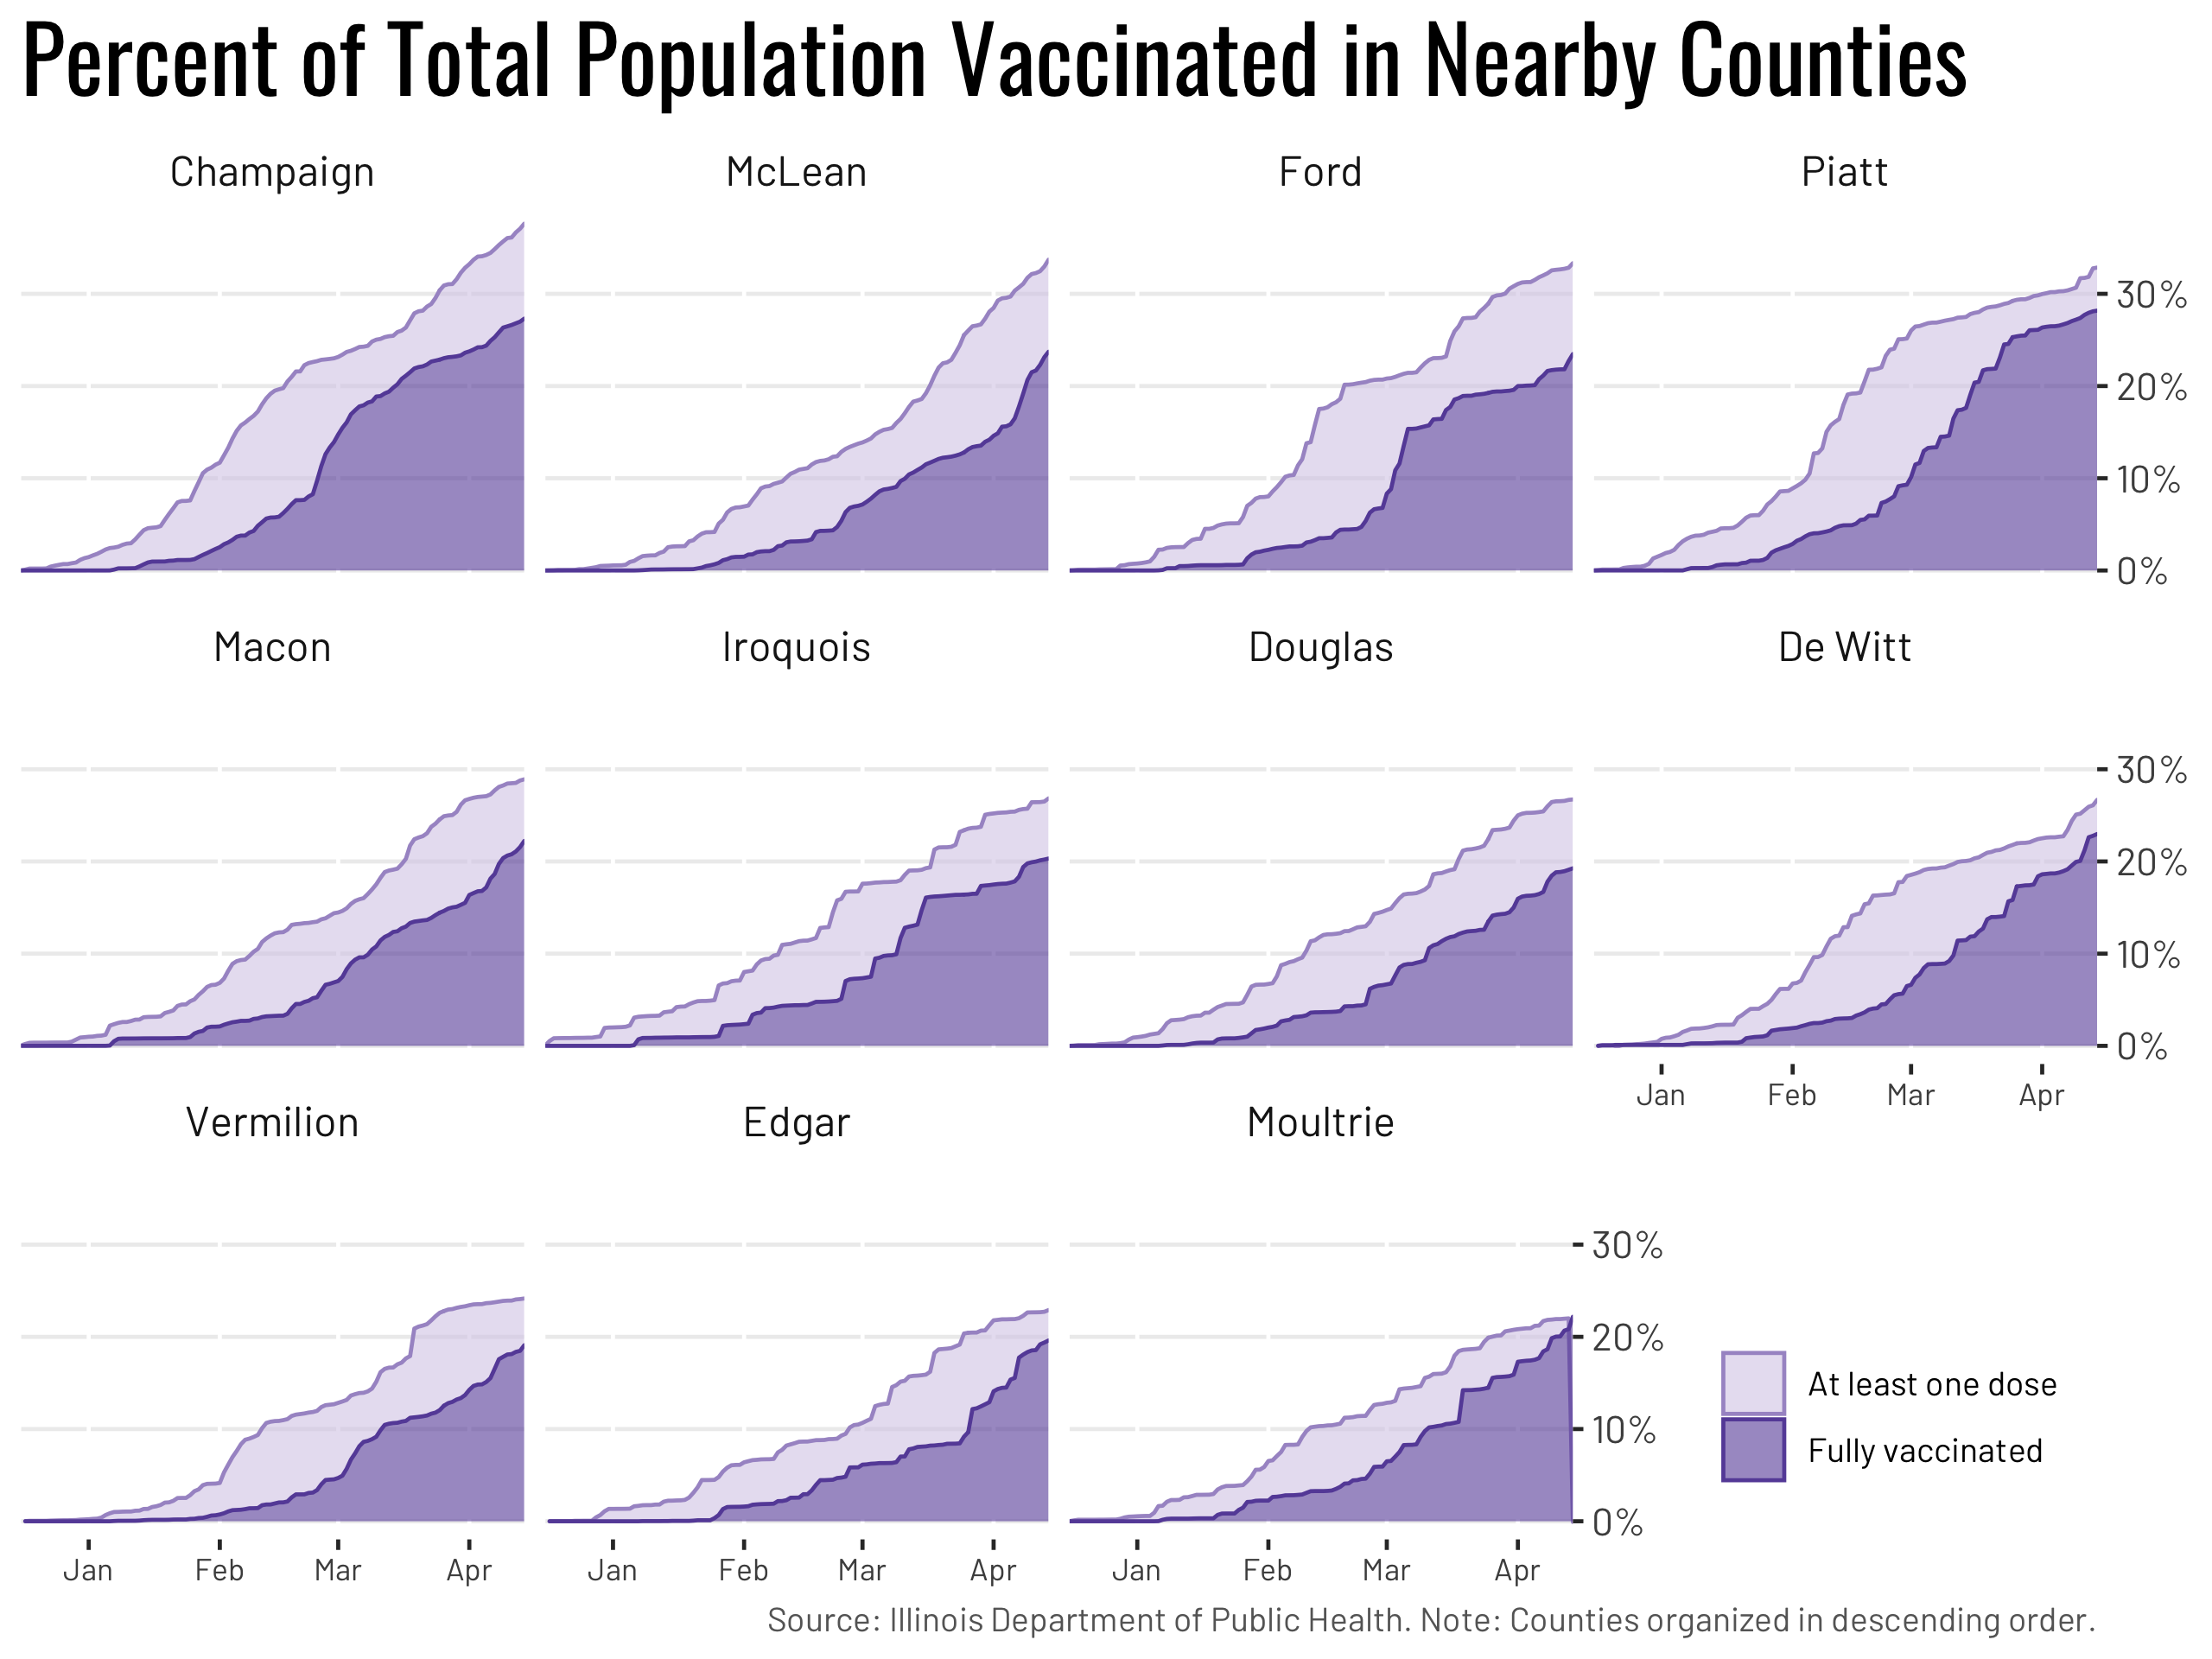 Percent of Total Population Vaccinated in Nearby Counties
Champaign
McLean
Ford
Piatt
30%
20%
10%
0%
Macon
Iroquois
Douglas
De Witt
30%
20%
10%
0%
Jan Feb Mar Apr
Vermilion
Edgar
Moultrie
30%
20%
10%
0%
At least one dose
Fully vaccinated
Jan Feb Mar Apr
Jan Feb Mar Apr
Jan Feb Mar Apr
Source: Illinois Department of Public Health. Note: Counties organized in descending order.